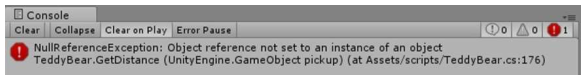 Console
Clear Collapse Clear on Play Error Pause 0 0 1
NullReferenceException: Object reference not set to an instance of an object
TeddyBear.GetDistance (UnityEngine.GameObject pickup) (at Assets/scripts/TeddyBear.cs:176)